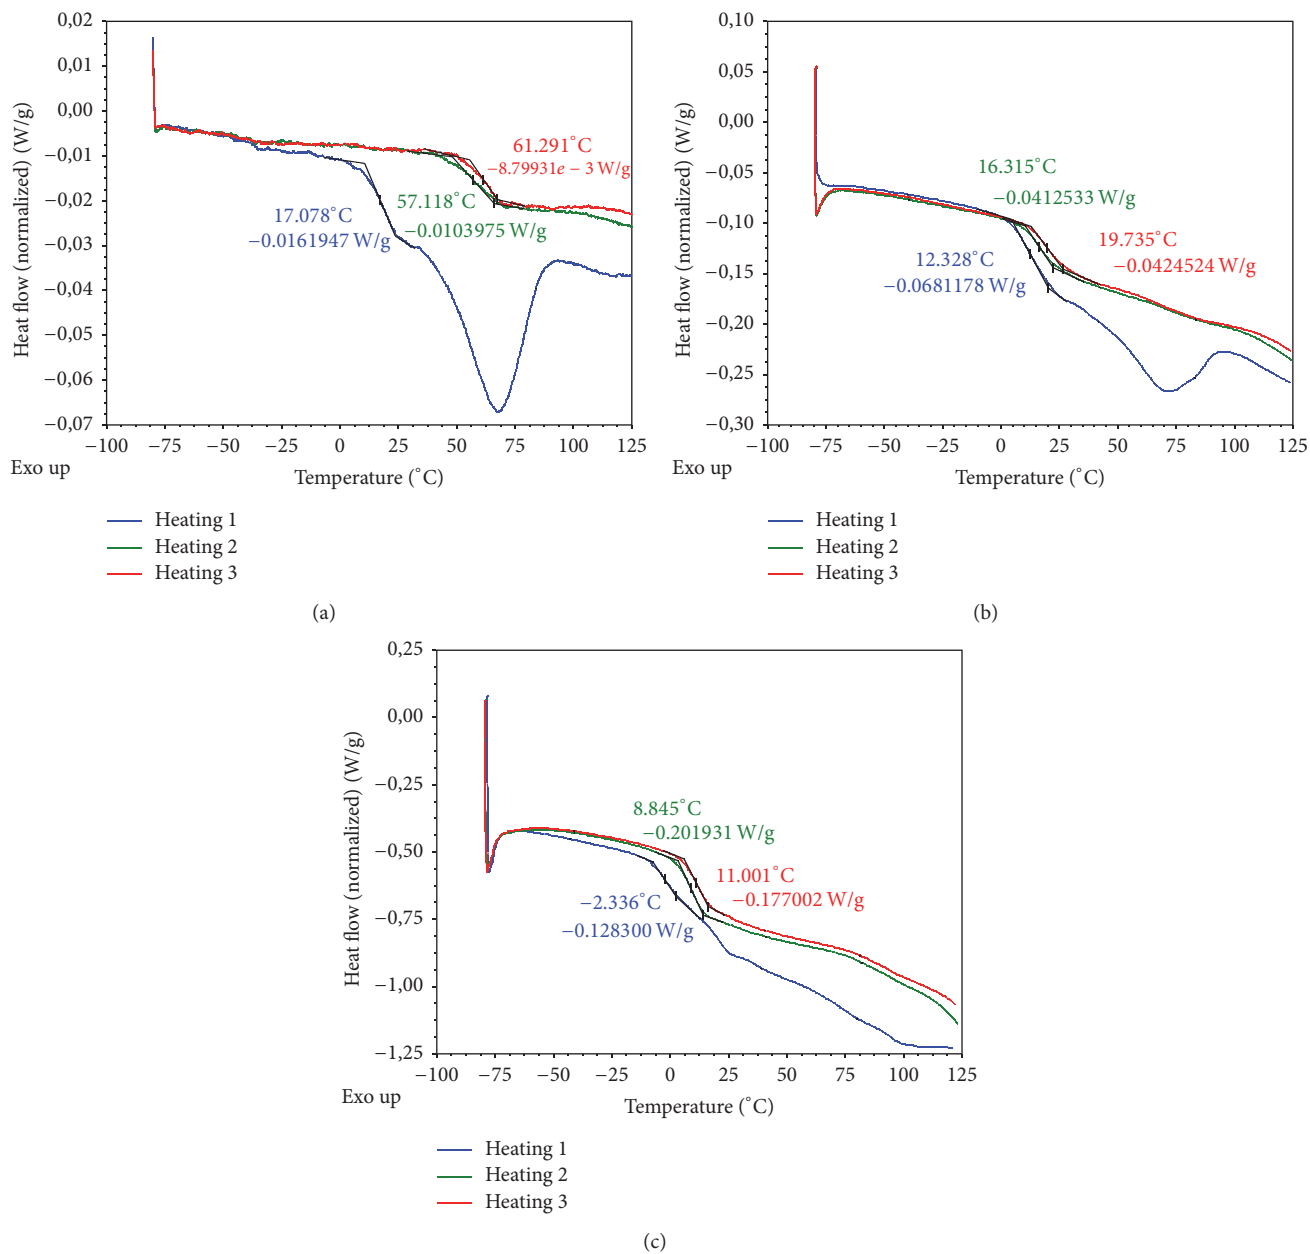 0,02
0,01
0,00
−0,01
−0,02
−0,03
−0,04
−0,05
−0,06
−0,07
Heat flow (normalized) (W/g)
61.291°C
−8.79931e − 3 W/g
57.118°C
−0.0103975 W/g
17.078°C
−0.0161947 W/g
−100 −75 −50 −25 0 25 50 75 100 125
Exo up
Temperature (°C)
Heating 1
Heating 2
Heating 3
(a)
0,10
0,05
0,00
−0,05
−0,10
−0,15
−0,20
−0,25
−0,30
Heat flow (normalized) (W/g)
16.315°C
−0.0412533 W/g
19.735°C
−0.0424524 W/g
12.328°C
−0.0681178 W/g
−100 −75 −50 −25 0 25 50 75 100 125
Exo up
Temperature (°C)
Heating 1
Heating 2
Heating 3
(b)
0,25
0,00
−0,25
−0,50
−0,75
−1,00
−1,25
Heat flow (normalized) (W/g)
8.845°C
−0.201931 W/g
11.001°C
−0.177002 W/g
−2.336°C
−0.128300 W/g
−100 −75 −50 −25 0 25 50 75 100 125
Exo up
Temperature (°C)
Heating 1
Heating 2
Heating 3
(c)